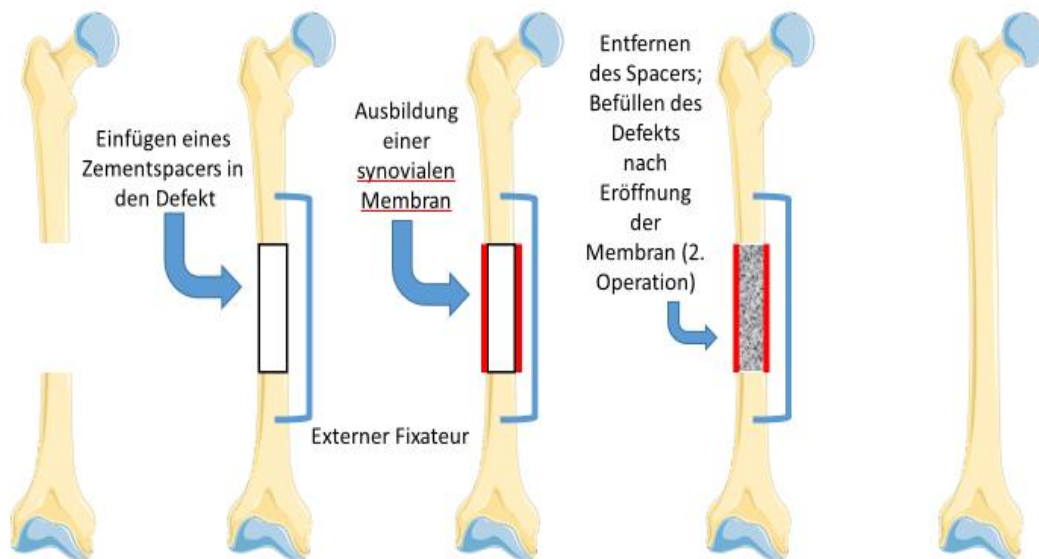 Einfügen eines
Zementspacers in
den Defekt
Ausbildung
einer
synovialen
Membran
Entfernen
des Spacers;
Befüllen des
Defekts
nach
Eröffnung
der
Membran (2.
Operation)
Externer Fixateur